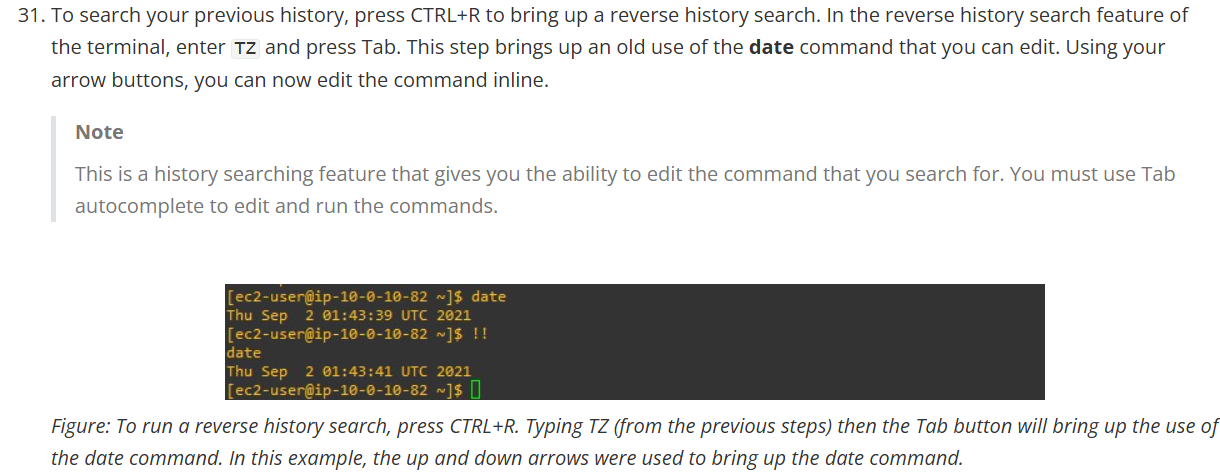 31. To search your previous history, press CTRL+R to bring up a reverse history search. In the reverse history search feature of
the terminal, enter TZ and press Tab. This step brings up an old use of the date command that you can edit. Using your
arrow buttons, you can now edit the command inline.
Note
This is a history searching feature that gives you the ability to edit the command that you search for. You must use Tab
autocomplete to edit and run the commands.
[ec2-user@ip-10-0-10-82 ~]$ date
Thu Sep  2 01:43:39 UTC 2021
[ec2-user@ip-10-0-10-82 ~]$ !!
date
Thu Sep  2 01:43:41 UTC 2021
[ec2-user@ip-10-0-10-82 ~]$
Figure: To run a reverse history search, press CTRL+R. Typing TZ (from the previous steps) then the Tab button will bring up the use of
the date command. In this example, the up and down arrows were used to bring up the date command.